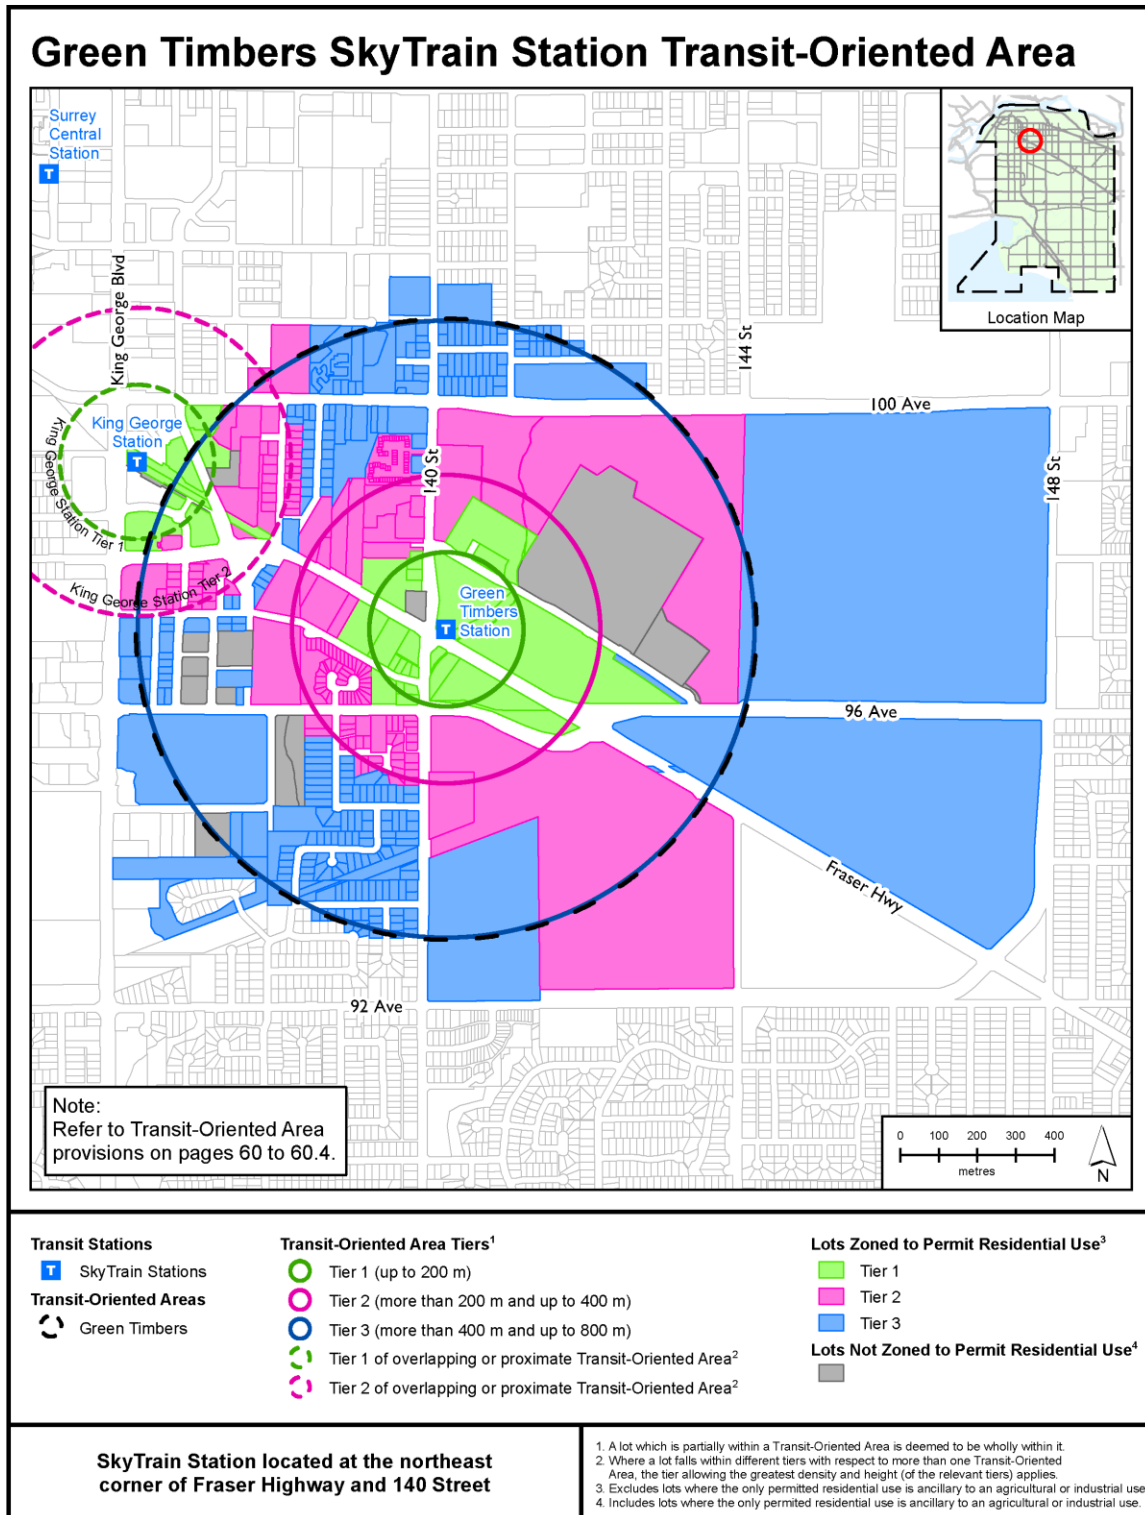 Green Timbers SkyTrain Station Transit-Oriented Area
Surrey
Central
Station
T
Location Map
King George Blvd
144 St
100 Ave
King George
Station
T
King George Station Tier 1
140 St
148 St
King George Station Tier 2
Green
Timbers
Station
T
96 Ave
Fraser Hwy
92 Ave
Note:
Refer to Transit-Oriented Area
provisions on pages 60 to 60.4.
0 100 200 300 400
metres
N
Transit Stations
T SkyTrain Stations
Transit-Oriented Areas
Green Timbers
Transit-Oriented Area Tiers1
Tier 1 (up to 200 m)
Tier 2 (more than 200 m and up to 400 m)
Tier 3 (more than 400 m and up to 800 m)
Tier 1 of overlapping or proximate Transit-Oriented Area2
Tier 2 of overlapping or proximate Transit-Oriented Area2
Lots Zoned to Permit Residential Use3
Tier 1
Tier 2
Tier 3
Lots Not Zoned to Permit Residential Use4
SkyTrain Station located at the northeast
corner of Fraser Highway and 140 Street
1. A lot which is partially within a Transit-Oriented Area is deemed to be wholly within it.
2. Where a lot falls within different tiers with respect to more than one Transit-Oriented
Area, the tier allowing the greatest density and height (of the relevant tiers) applies.
3. Excludes lots where the only permitted residential use is ancillary to an agricultural or industrial use
4. Includes lots where the only permited residential use is ancillary to an agricultural or industrial use.